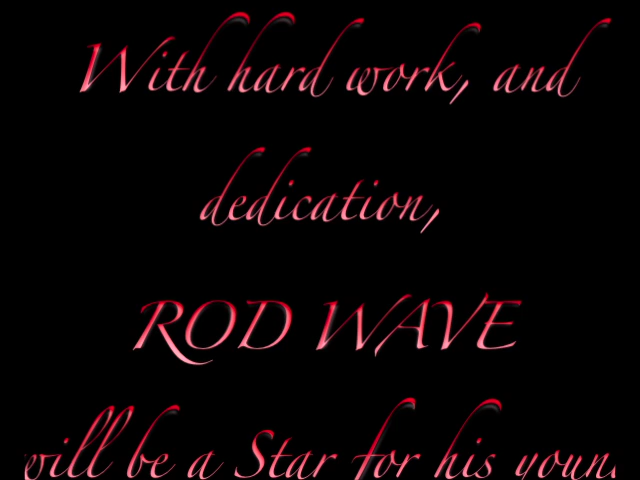 With hard work, and
dedication,
ROD WAVE
will be a Star for his